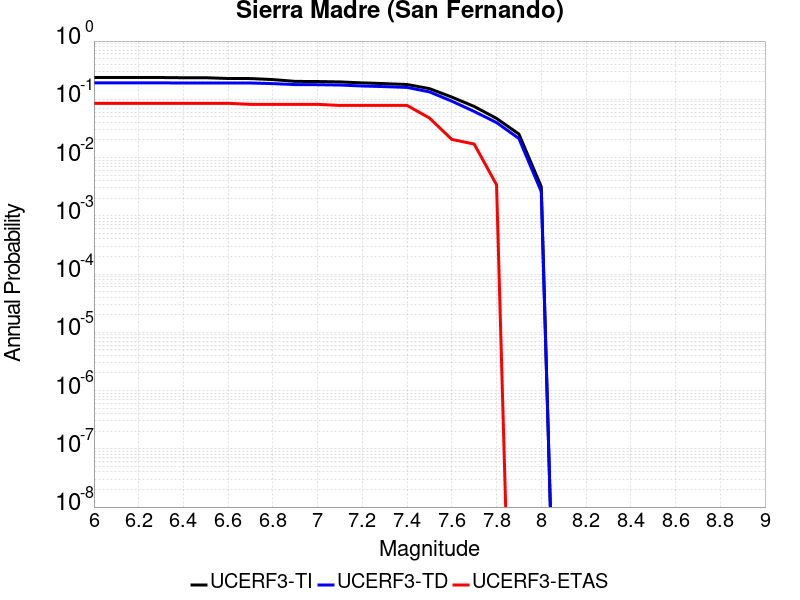 Sierra Madre (San Fernando)
10^0
10^-1
10^-2
10^-3
10^-4
10^-5
10^-6
10^-7
10^-8
Annual Probability
6 6.2 6.4 6.6 6.8 7 7.2 7.4 7.6 7.8 8 8.2 8.4 8.6 8.8 9
Magnitude
UCERF3-TI UCERF3-TD UCERF3-ETAS